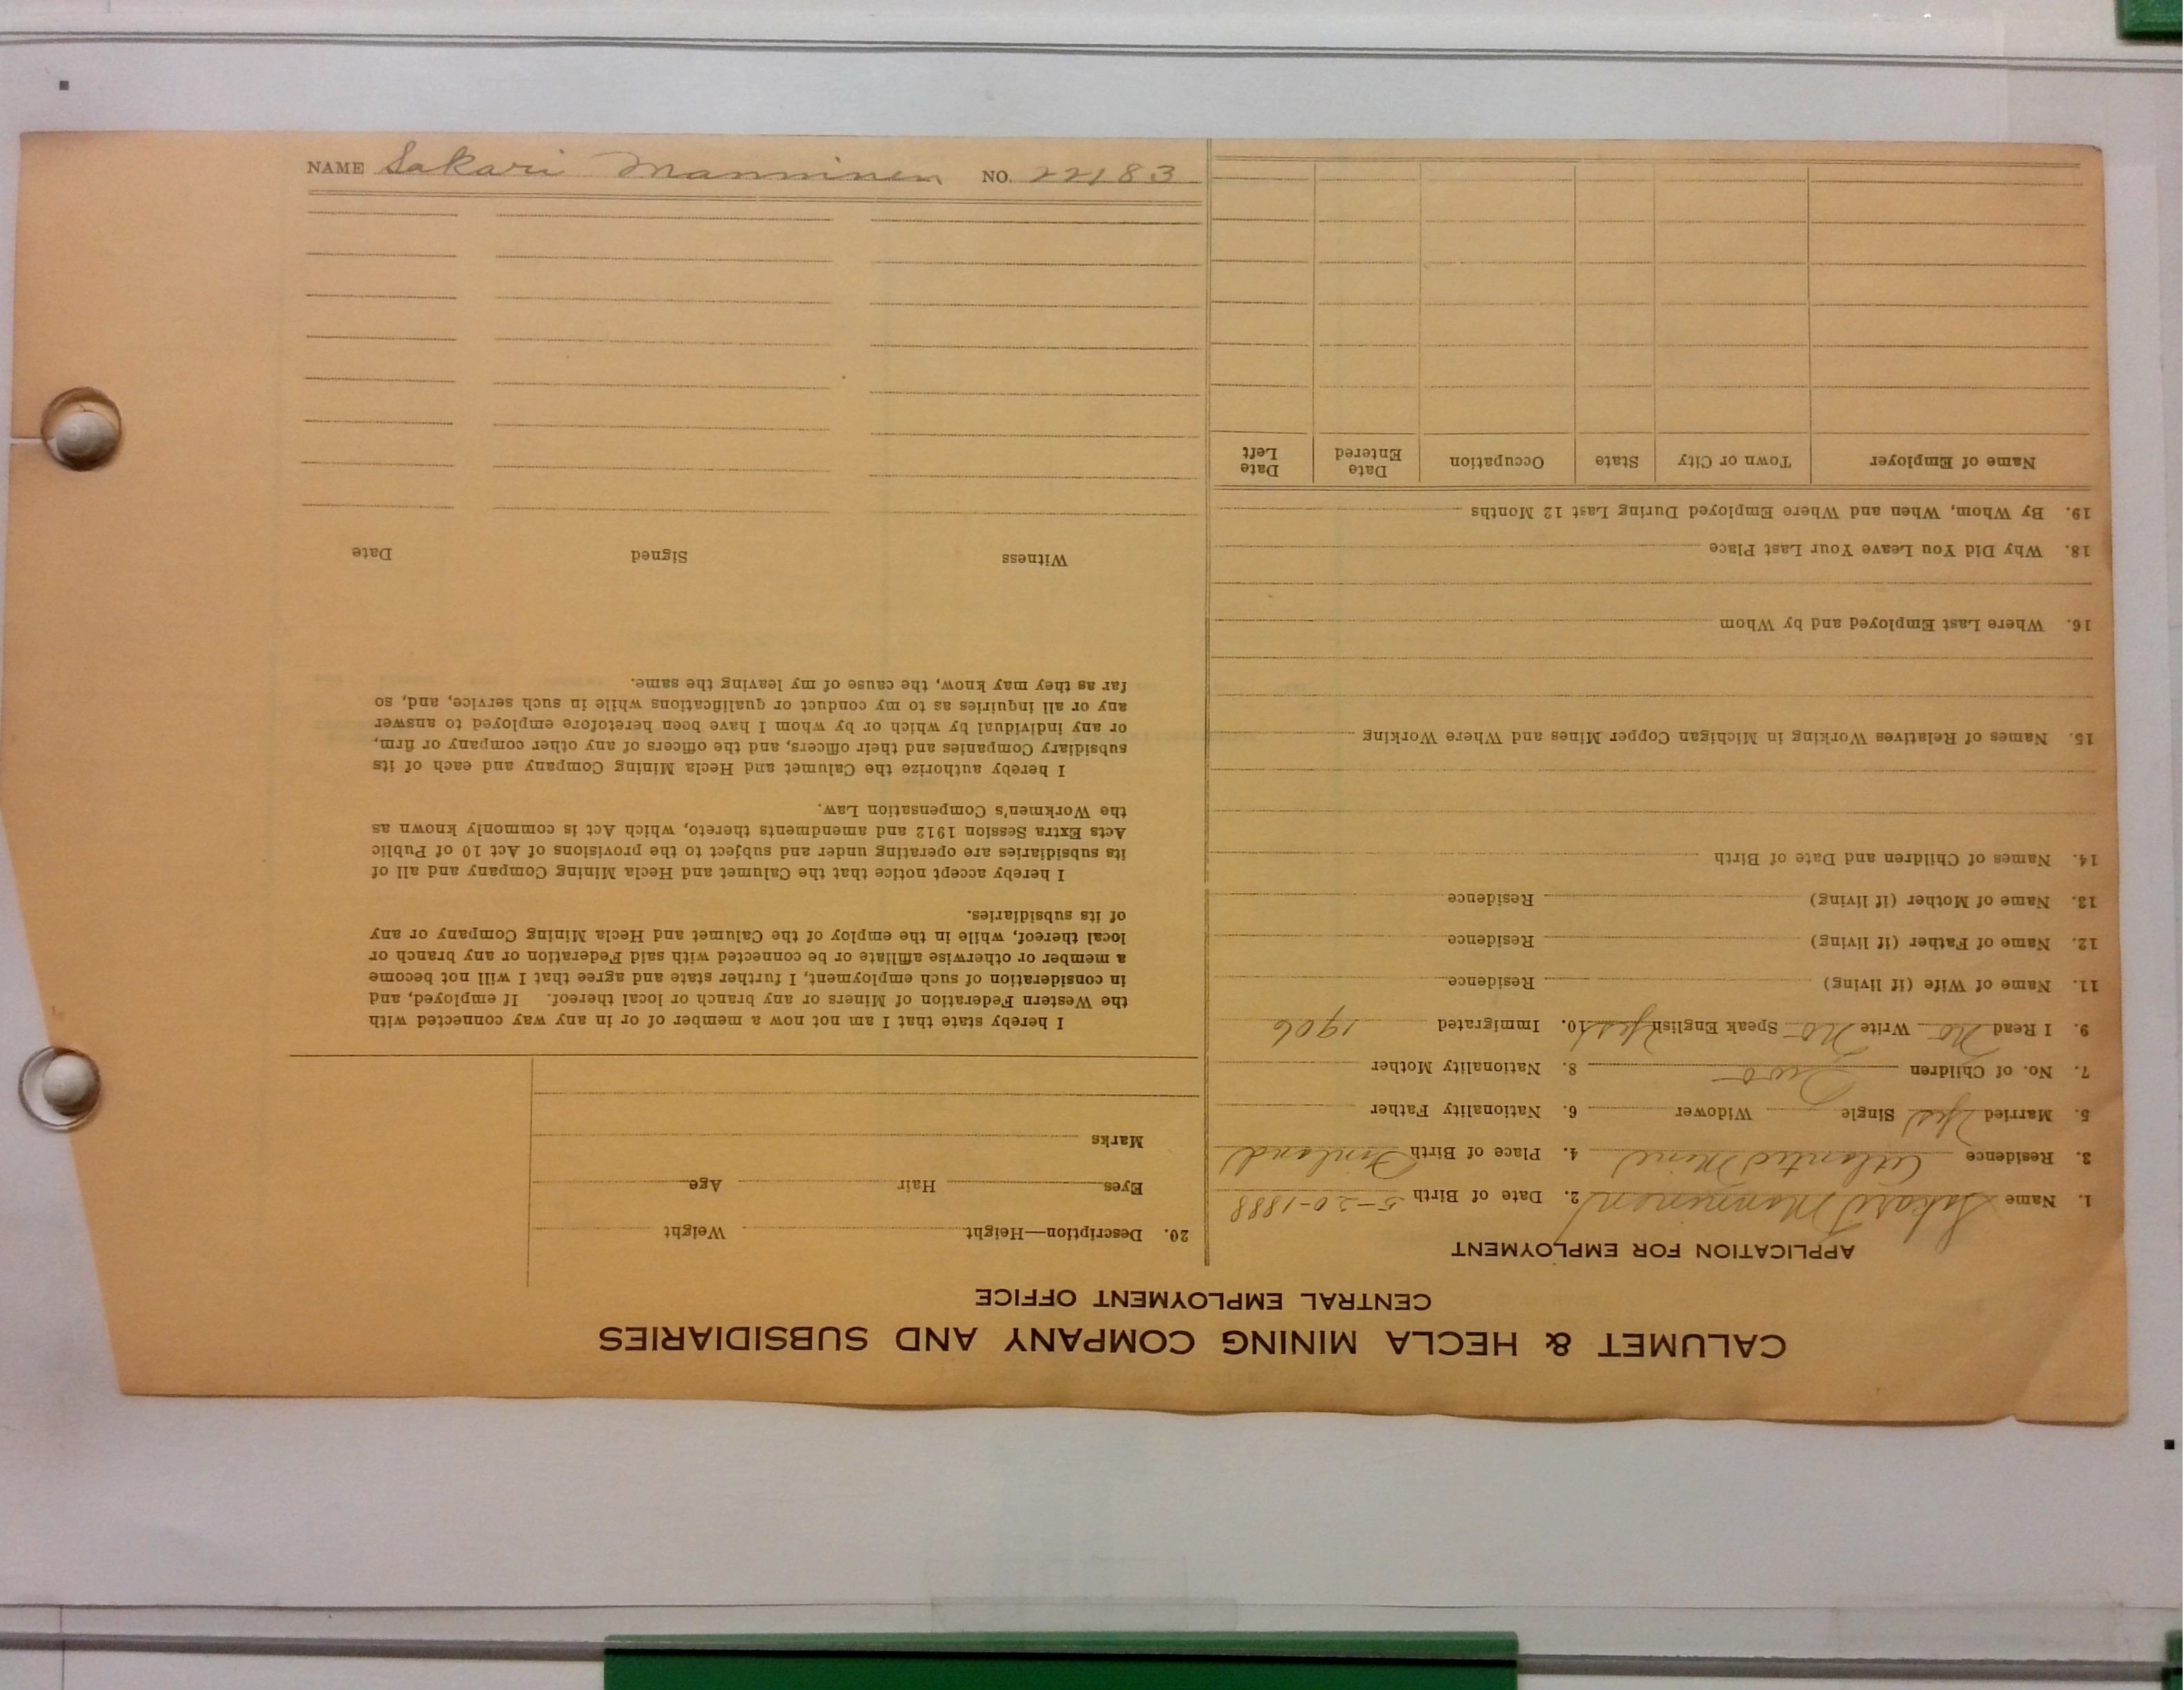 NAME Sakari Manninen NO. 22183
CALUMET & HECLA MINING COMPANY AND SUBSIDIARIES
CENTRAL EMPLOYMENT OFFICE
APPLICATION FOR EMPLOYMENT
1. Name Sakari Manninen 2. Date of Birth 5-20-1888
3. Residence Atlantic Mine 4. Place of Birth Finland
5. Married Yes Single Widower 6. Nationality Father
7. No. of Children Two 8. Nationality Mother
9. I Read No Write No Speak English Yes 10. Immigrated 1906
11. Name of Wife (if living) Residence
12. Name of Father (if living) Residence
13. Name of Mother (if living) Residence
14. Names of Children and Date of Birth
15. Names of Relatives Working in Michigan Copper Mines and Where Working
16. Where Last Employed and by Whom
18. Why Did You Leave Your Last Place
19. By Whom, When and Where Employed During Last 12 Months
Name of Employer Town or City State Occupation Date Entered Date Left
20. Description—Height Weight
Eyes Hair Age
Marks
I hereby state that I am not now a member of or in any way connected with
the Western Federation of Miners or any branch or local thereof. If employed, and
in consideration of such employment, I further state and agree that I will not become
a member or otherwise affiliate or be connected with said Federation or any branch or
local thereof, while in the employ of the Calumet and Hecla Mining Company or any
of its subsidiaries.
I hereby accept notice that the Calumet and Hecla Mining Company and all of
its subsidiaries are operating under and subject to the provisions of Act 10 of Public
Acts Extra Session 1912 and amendments thereto, which Act is commonly known as
the Workmen's Compensation Law.
I hereby authorize the Calumet and Hecla Mining Company and each of its
subsidiary Companies and their officers, and the officers of any other company or firm,
or any individual by which or by whom I have been heretofore employed to answer
any or all inquiries as to my conduct or qualifications while in such service, and, so
far as they may know, the cause of my leaving the same.
Witness Signed Date